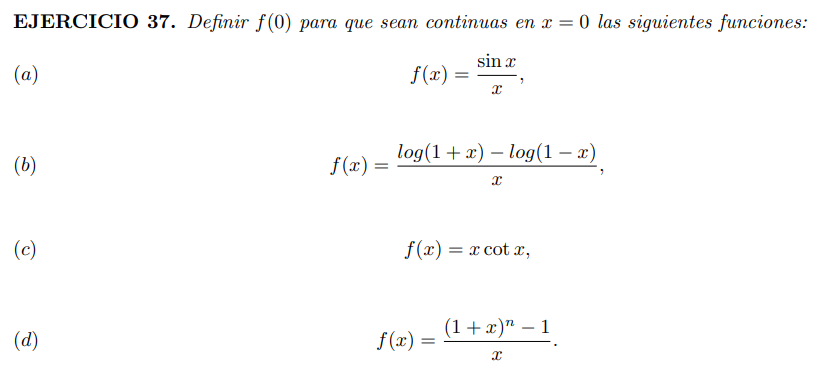 EJERCICIO 37. Definir f(0) para que sean continuas en x = 0 las siguientes funciones:
(a) f(x) = \frac{\sin x}{x},
(b) f(x) = \frac{log(1 + x) − log(1 − x)}{x},
(c) f(x) = x cot x,
(d) f(x) = \frac{(1 + x)^n − 1}{x}.